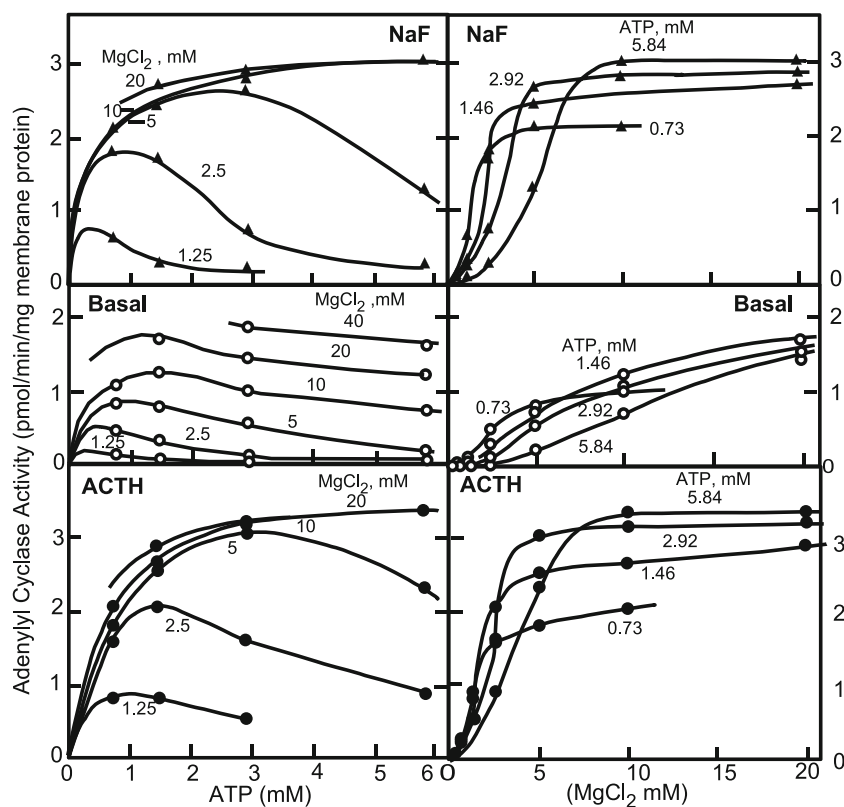 Adenylyl Cyclase Activity (pmol/min/mg membrane protein)
NaF
MgCl2, mM
20
10
5
2.5
1.25
3
2
1
0
NaF
ATP, mM
5.84
2.92
1.46
0.73
3
2
1
0
Basal
MgCl2 ,mM
40
20
10
5
2.5
1.25
2
1
0
Basal
ATP, mM
1.46
0.73
2.92
5.84
2
1
0
ACTH
MgCl2, mM
20
10
5
2.5
1.25
3
2
1
0
0 1 2 3 4 5 6
ATP (mM)
ATP, mM
5.84
2.92
1.46
0.73
ACTH
3
2
1
0
0 5 10 15 20
(MgCl2 mM)